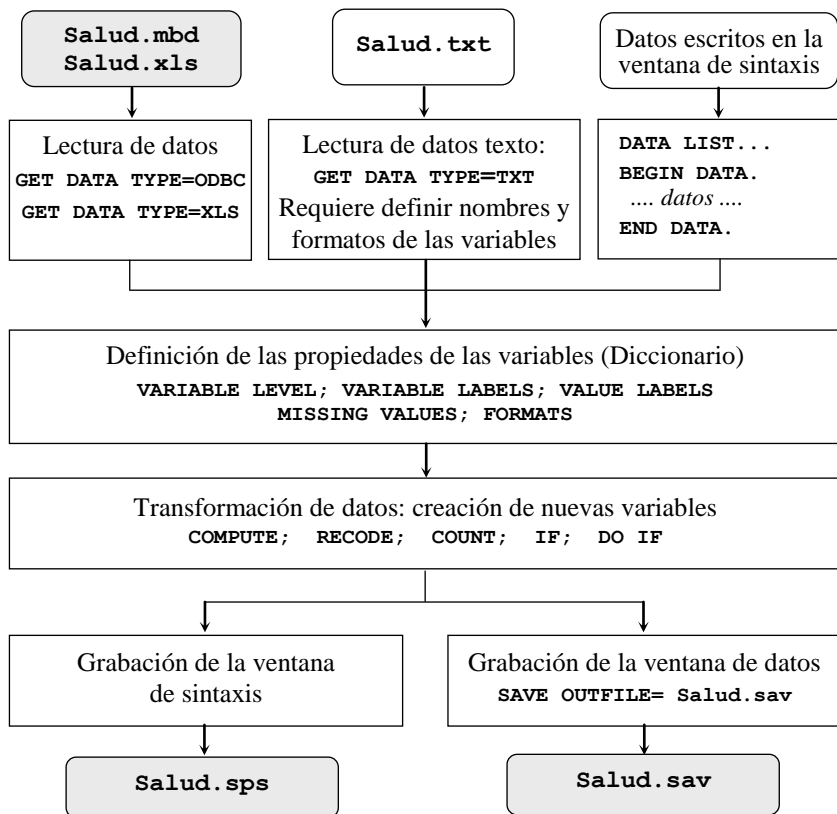 Salud.mbd
Salud.xls
Salud.txt
Datos escritos en la
ventana de sintaxis
Lectura de datos
GET DATA TYPE=ODBC
GET DATA TYPE=XLS
Lectura de datos texto:
GET DATA TYPE=TXT
Requiere definir nombres y
formatos de las variables
DATA LIST...
BEGIN DATA.
.... datos ....
END DATA.
Definición de las propiedades de las variables (Diccionario)
VARIABLE LEVEL; VARIABLE LABELS; VALUE LABELS
MISSING VALUES; FORMATS
Transformación de datos: creación de nuevas variables
COMPUTE; RECODE; COUNT; IF; DO IF
Grabación de la ventana
de sintaxis
Grabación de la ventana de datos
SAVE OUTFILE= Salud.sav
Salud.sps
Salud.sav